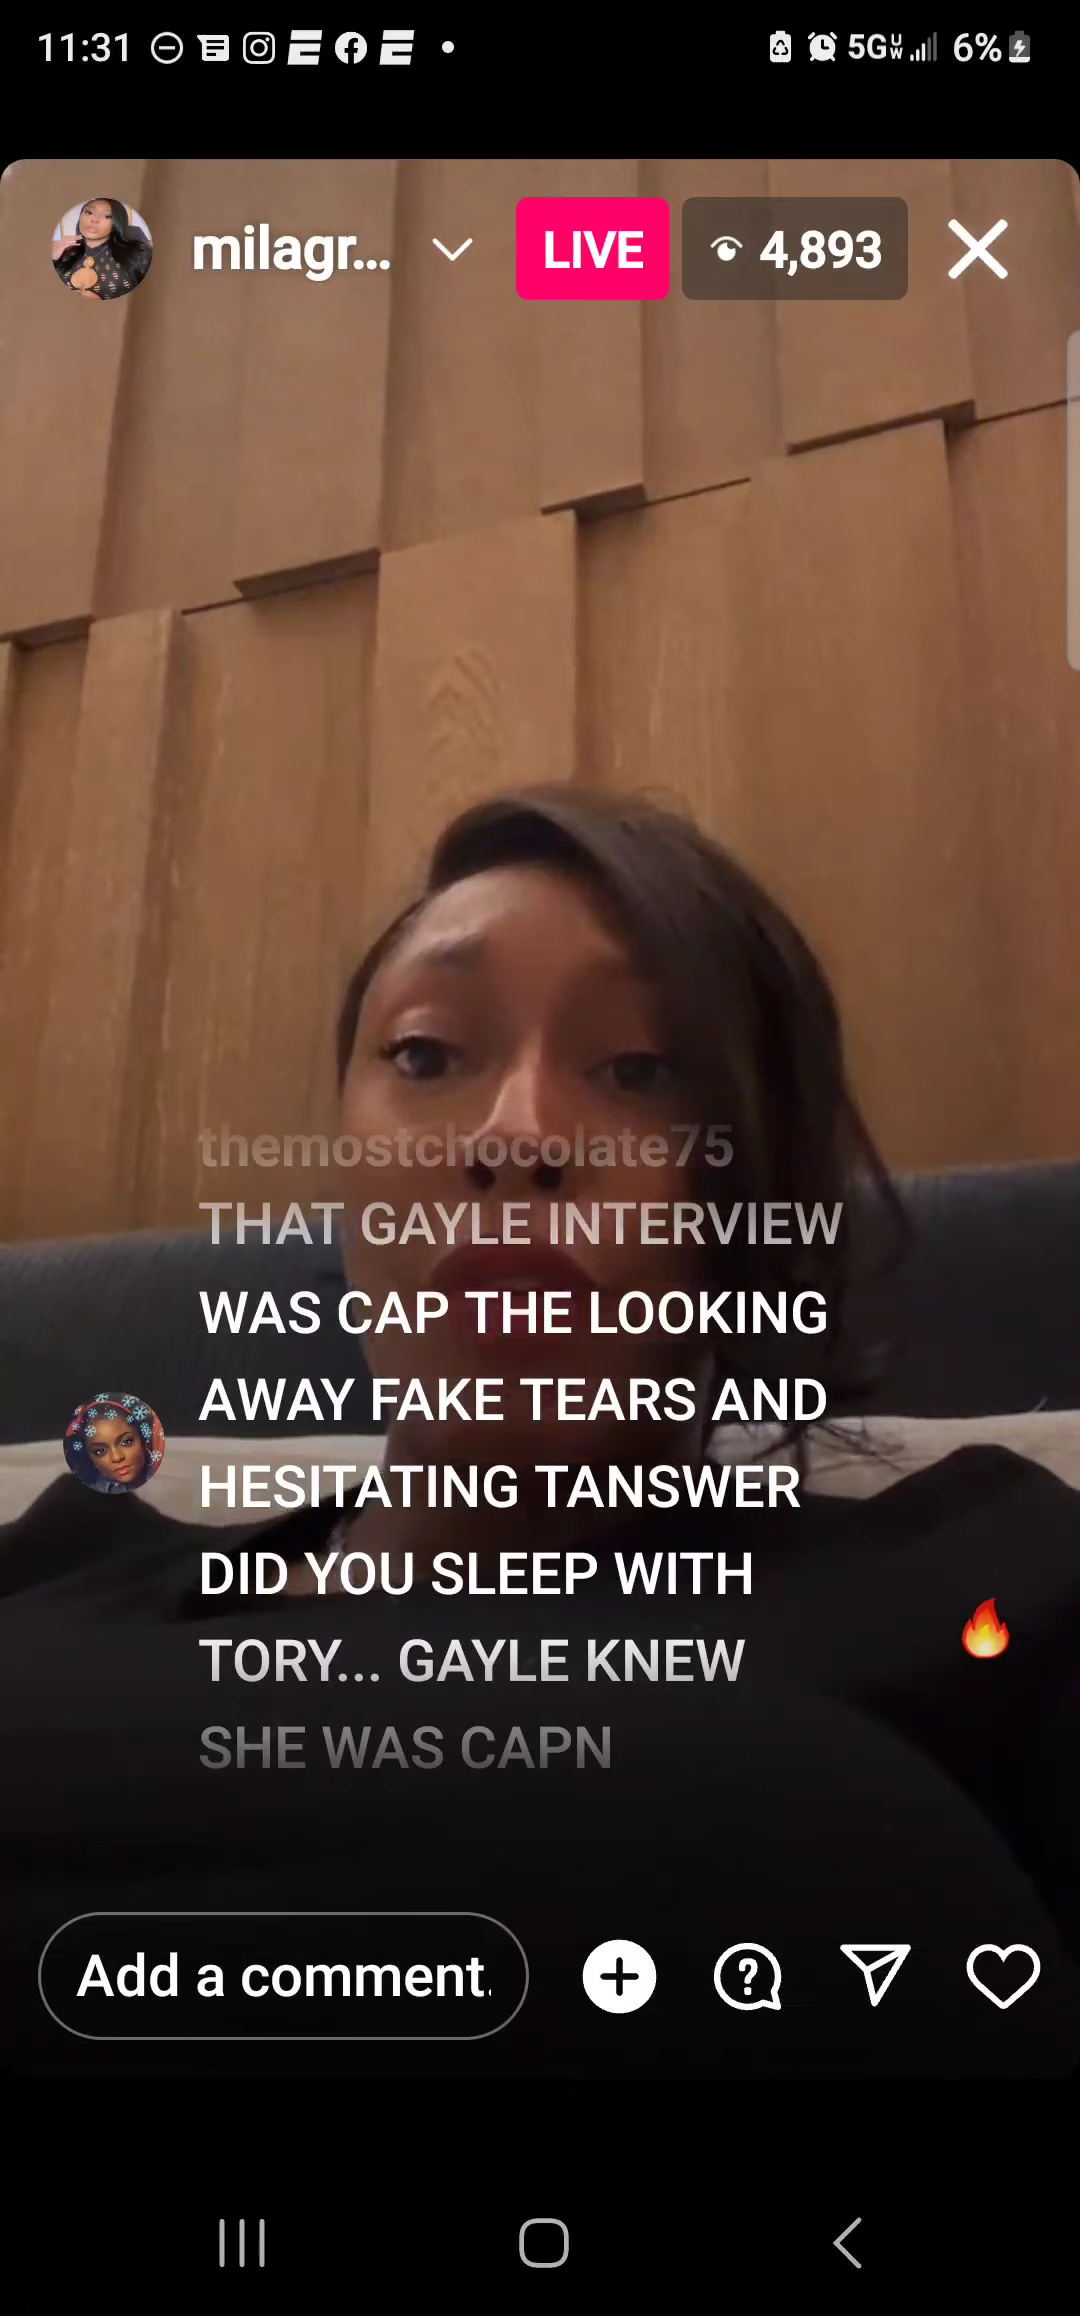 11:31 5G UW 6%
milagr... LIVE 4,893
themostchocolate75
THAT GAYLE INTERVIEW
WAS CAP THE LOOKING
AWAY FAKE TEARS AND
HESITATING TANSWER
DID YOU SLEEP WITH
TORY... GAYLE KNEW
SHE WAS CAPN
Add a comment.